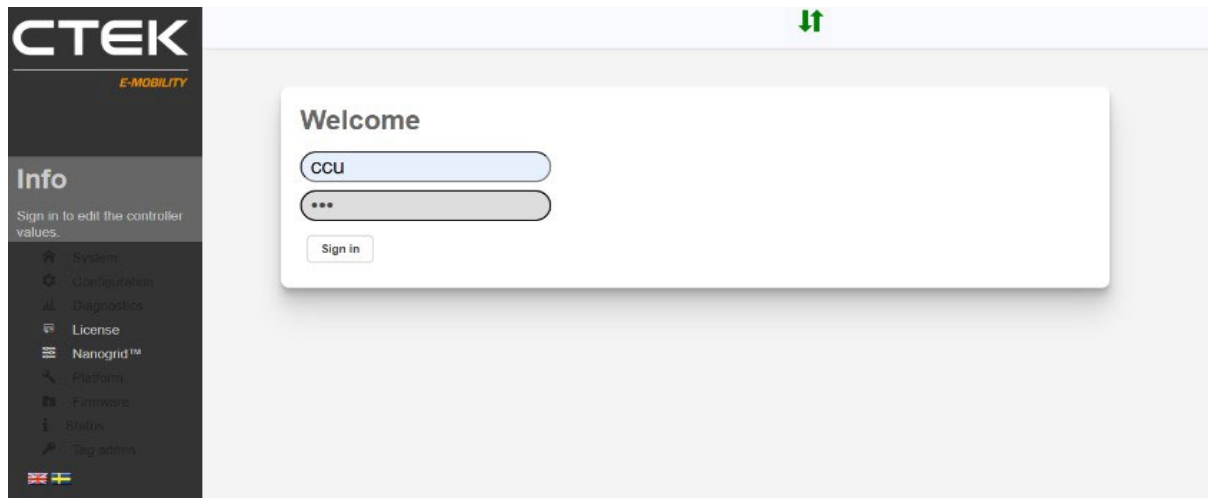 CTEK
E-MOBILITY
Info
Sign in to edit the controller
values.
System
Configuration
Diagnostics
License
Nanogrid™
Platform
Firmware
Status
Tag admin
Welcome
ccu
•••
Sign in